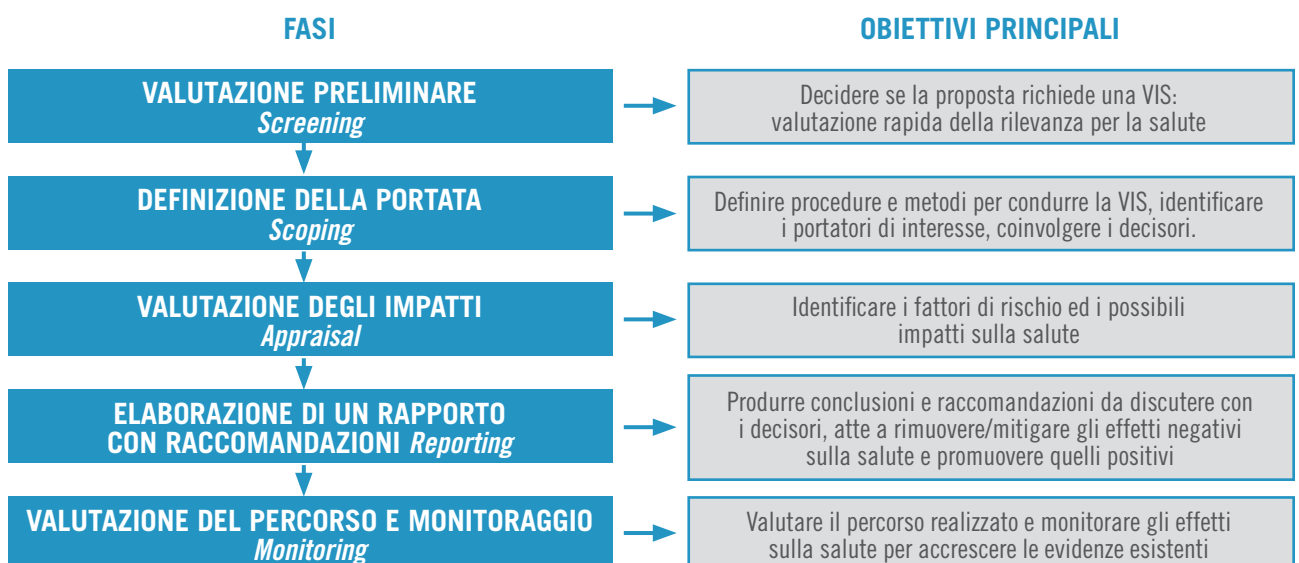 FASI
OBIETTIVI PRINCIPALI
VALUTAZIONE PRELIMINARE
Screening
Decidere se la proposta richiede una VIS:
valutazione rapida della rilevanza per la salute
DEFINIZIONE DELLA PORTATA
Scoping
Definire procedure e metodi per condurre la VIS, identificare
i portatori di interesse, coinvolgere i decisori.
VALUTAZIONE DEGLI IMPATTI
Appraisal
Identificare i fattori di rischio ed i possibili
impatti sulla salute
ELABORAZIONE DI UN RAPPORTO
CON RACCOMANDAZIONI Reporting
Produrre conclusioni e raccomandazioni da discutere con
i decisori, atte a rimuovere/mitigare gli effetti negativi
sulla salute e promuovere quelli positivi
VALUTAZIONE DEL PERCORSO E MONITORAGGIO
Monitoring
Valutare il percorso realizzato e monitorare gli effetti
sulla salute per accrescere le evidenze esistenti